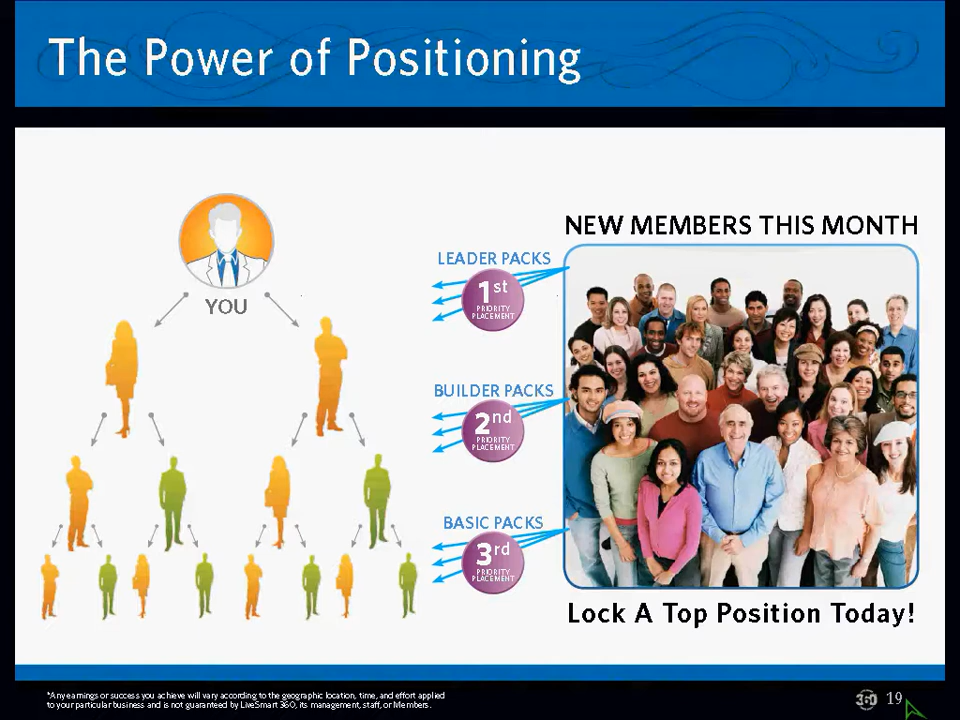 The Power of Positioning
NEW MEMBERS THIS MONTH
LEADER PACKS
1st
PRIORITY
PLACEMENT
YOU
BUILDER PACKS
2nd
PRIORITY
PLACEMENT
BASIC PACKS
3rd
PRIORITY
PLACEMENT
Lock A Top Position Today!
*Any earnings or success you achieve will vary according to the geographic location, time, and effort applied
to your particular business and is not guaranteed by LiveSmart 360, its management, staff, or Members.
360 19